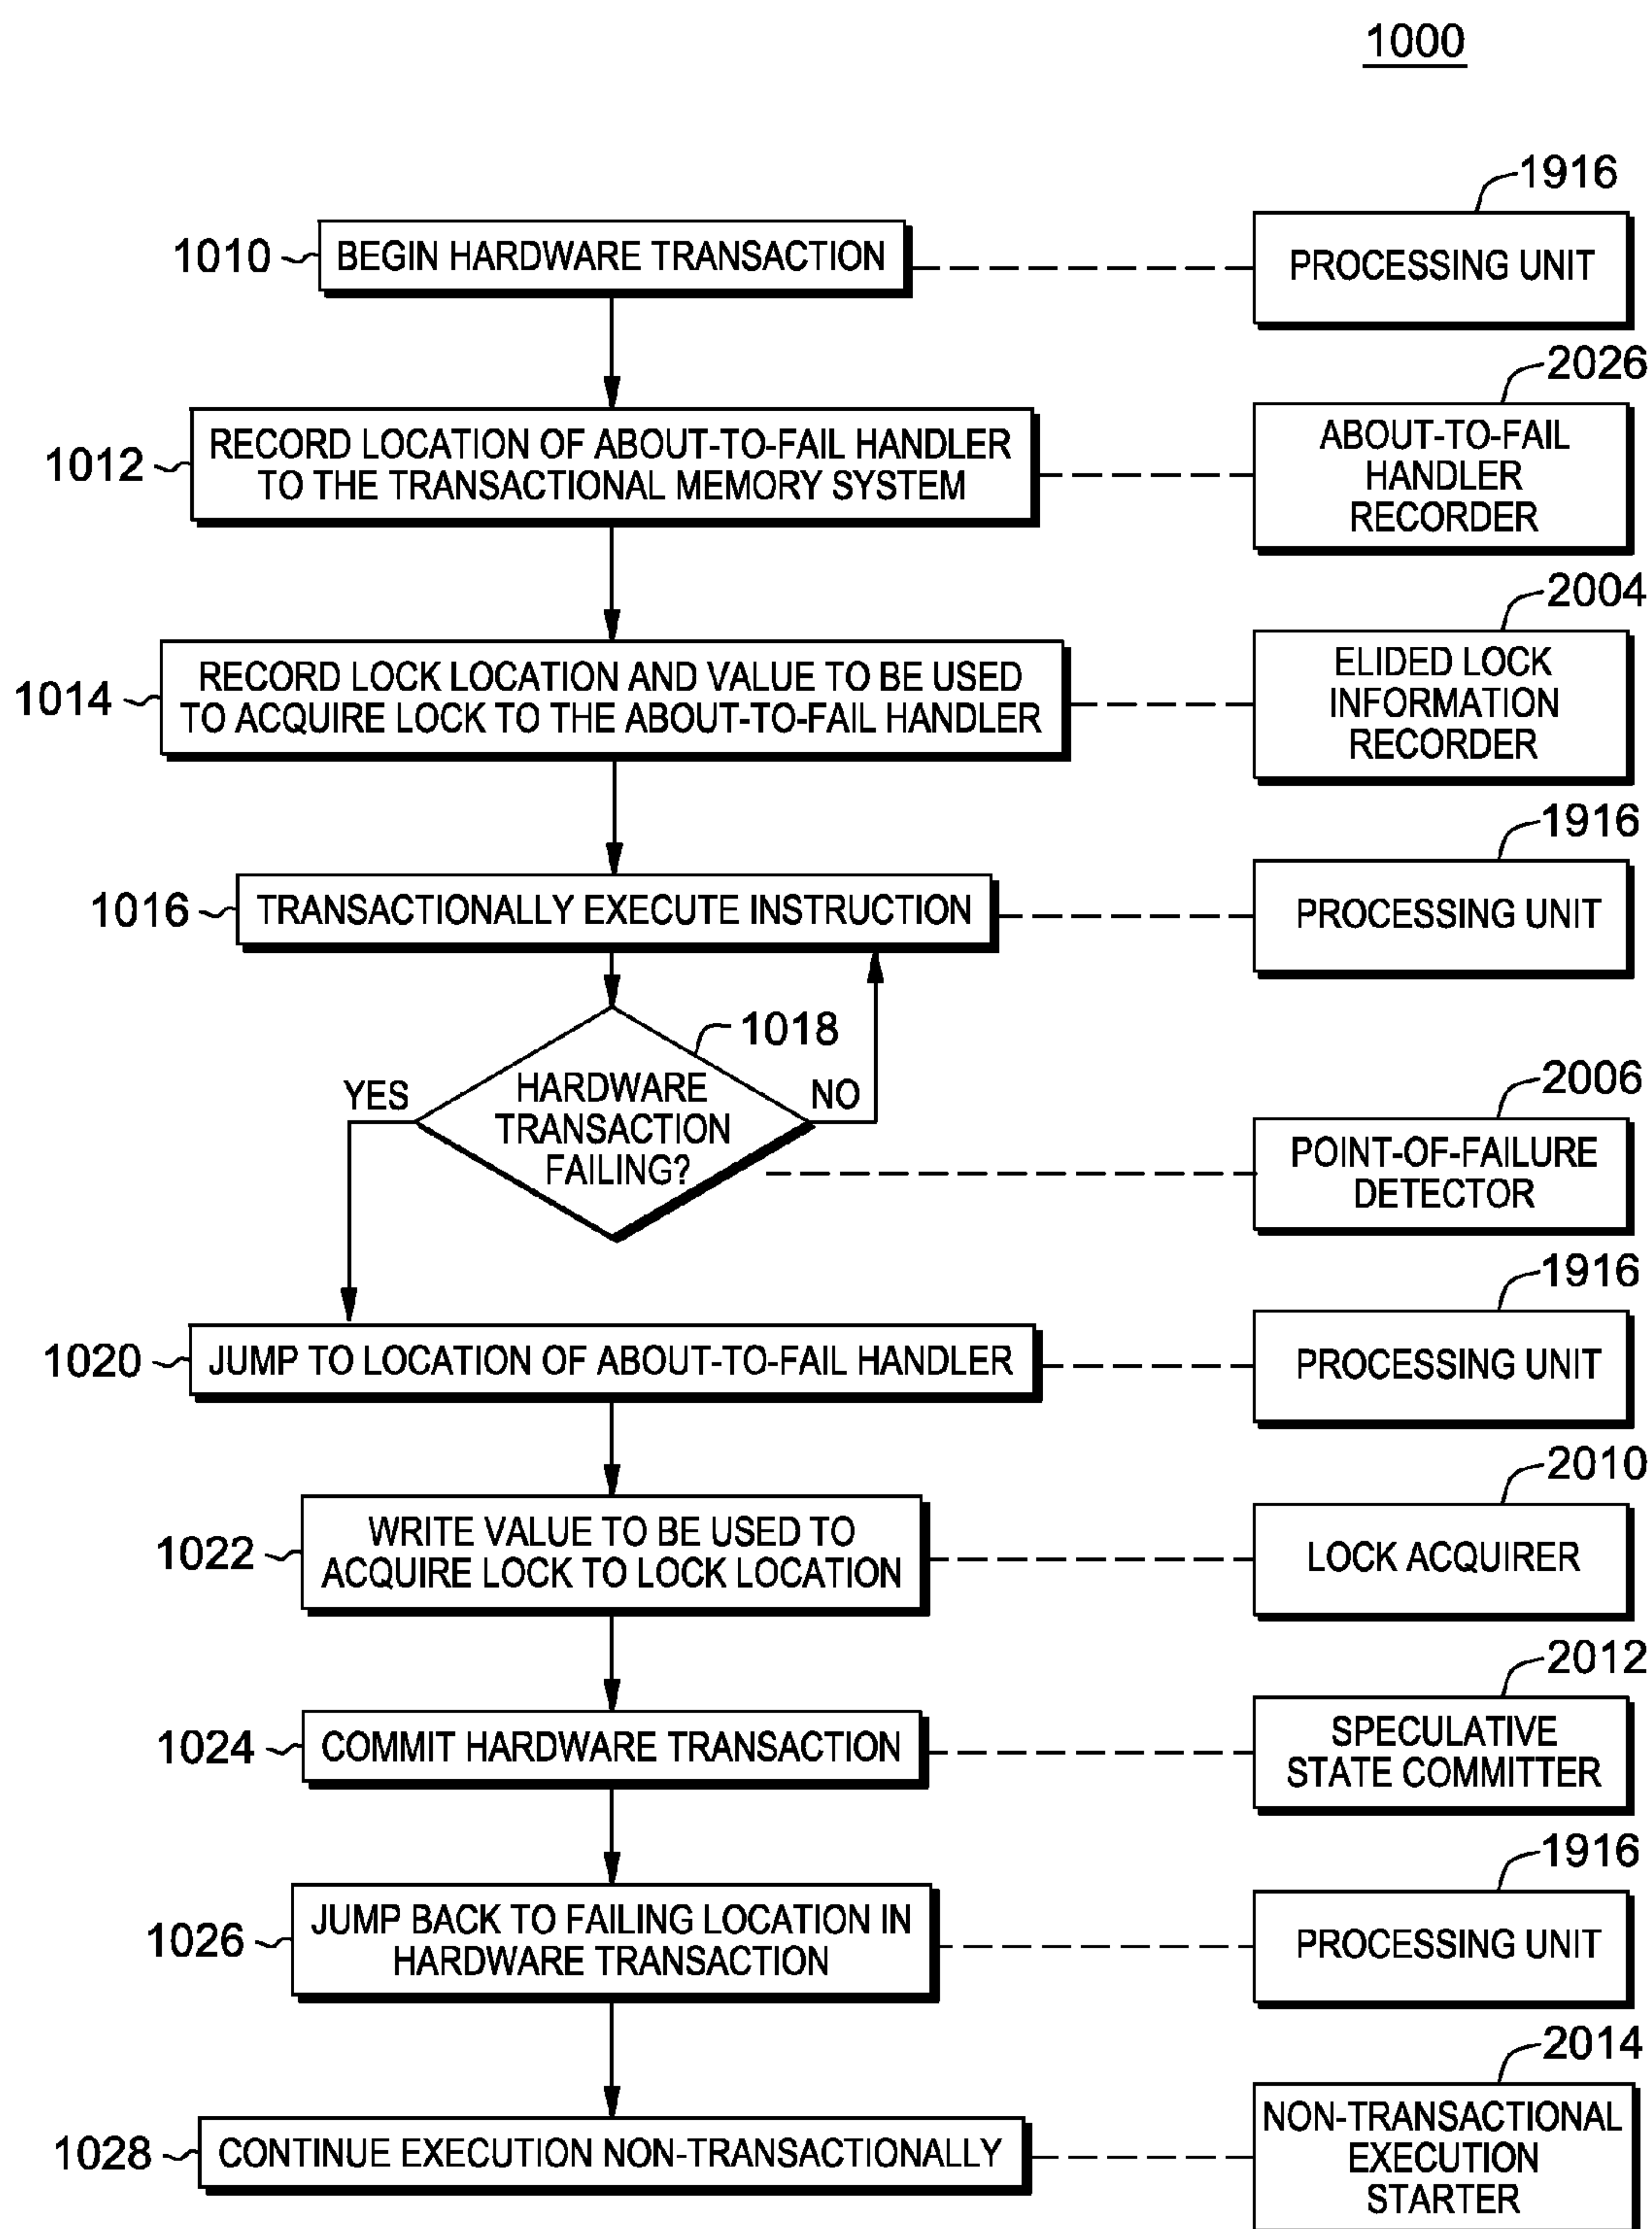 1000
1916
1010
BEGIN HARDWARE TRANSACTION
PROCESSING UNIT
2026
1012
RECORD LOCATION OF ABOUT-TO-FAIL HANDLER
TO THE TRANSACTIONAL MEMORY SYSTEM
ABOUT-TO-FAIL
HANDLER
RECORDER
2004
1014
RECORD LOCK LOCATION AND VALUE TO BE USED
TO ACQUIRE LOCK TO THE ABOUT-TO-FAIL HANDLER
ELIDED LOCK
INFORMATION
RECORDER
1916
1016
TRANSACTIONALLY EXECUTE INSTRUCTION
PROCESSING UNIT
1018
YES
HARDWARE
TRANSACTION
FAILING?
NO
2006
POINT-OF-FAILURE
DETECTOR
1916
1020
JUMP TO LOCATION OF ABOUT-TO-FAIL HANDLER
PROCESSING UNIT
2010
1022
WRITE VALUE TO BE USED TO
ACQUIRE LOCK TO LOCK LOCATION
LOCK ACQUIRER
2012
1024
COMMIT HARDWARE TRANSACTION
SPECULATIVE
STATE COMMITTER
1916
1026
JUMP BACK TO FAILING LOCATION IN
HARDWARE TRANSACTION
PROCESSING UNIT
2014
1028
CONTINUE EXECUTION NON-TRANSACTIONALLY
NON-TRANSACTIONAL
EXECUTION
STARTER